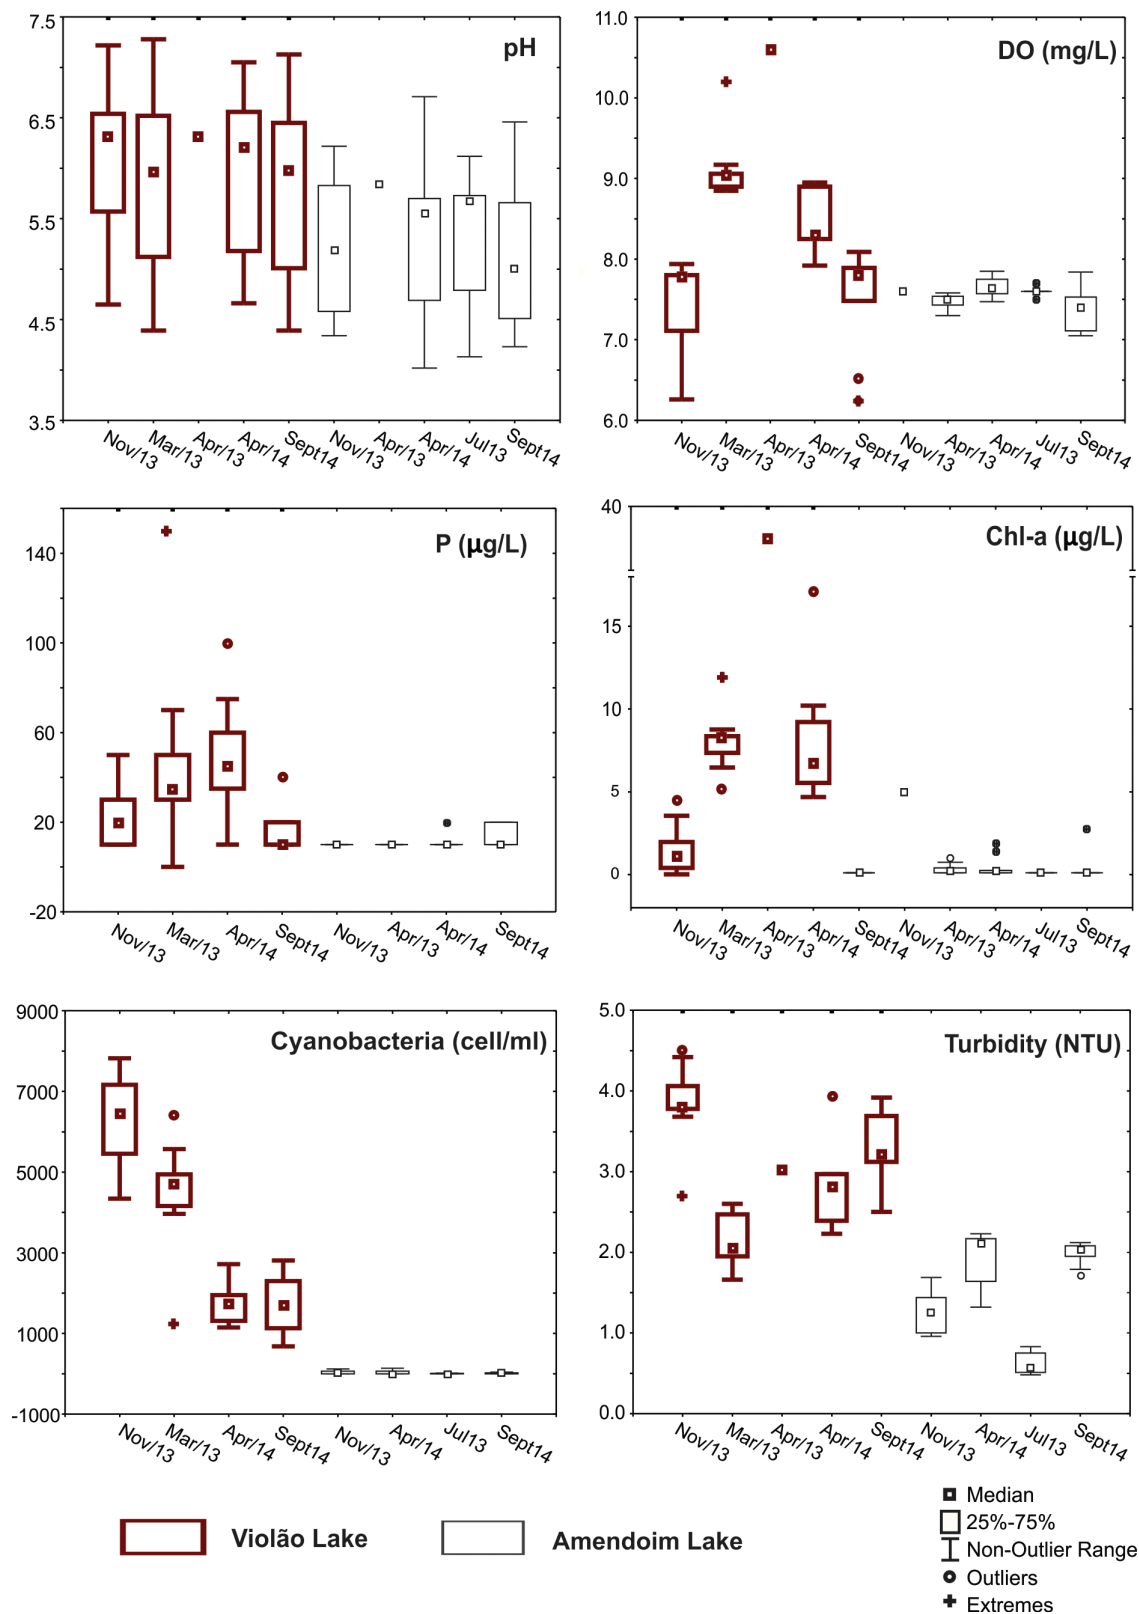 pH
7.5
6.5
5.5
4.5
3.5
Nov/13 Mar/13 Apr/13 Apr/14 Sept14 Nov/13 Apr/13 Apr/14 Jul13 Sept14
DO (mg/L)
11.0
10.0
9.0
8.0
7.0
6.0
Nov/13 Mar/13 Apr/13 Apr/14 Sept14 Nov/13 Apr/13 Apr/14 Jul13 Sept14
P (µg/L)
140
100
60
20
-20
Nov/13 Mar/13 Apr/14 Sept14 Nov/13 Apr/13 Apr/14 Sept14
Chl-a (µg/L)
40
15
10
5
0
Nov/13 Mar/13 Apr/13 Apr/14 Sept14 Nov/13 Apr/13 Apr/14 Jul13 Sept14
Cyanobacteria (cell/ml)
9000
7000
5000
3000
1000
-1000
Nov/13 Mar/13 Apr/14 Sept14 Nov/13 Apr/14 Jul13 Sept14
Turbidity (NTU)
5.0
4.0
3.0
2.0
1.0
0.0
Nov/13 Mar/13 Apr/13 Apr/14 Sept14 Nov/13 Apr/14 Jul13 Sept14
Violão Lake
Amendoim Lake
Median
25%-75%
Non-Outlier Range
Outliers
Extremes